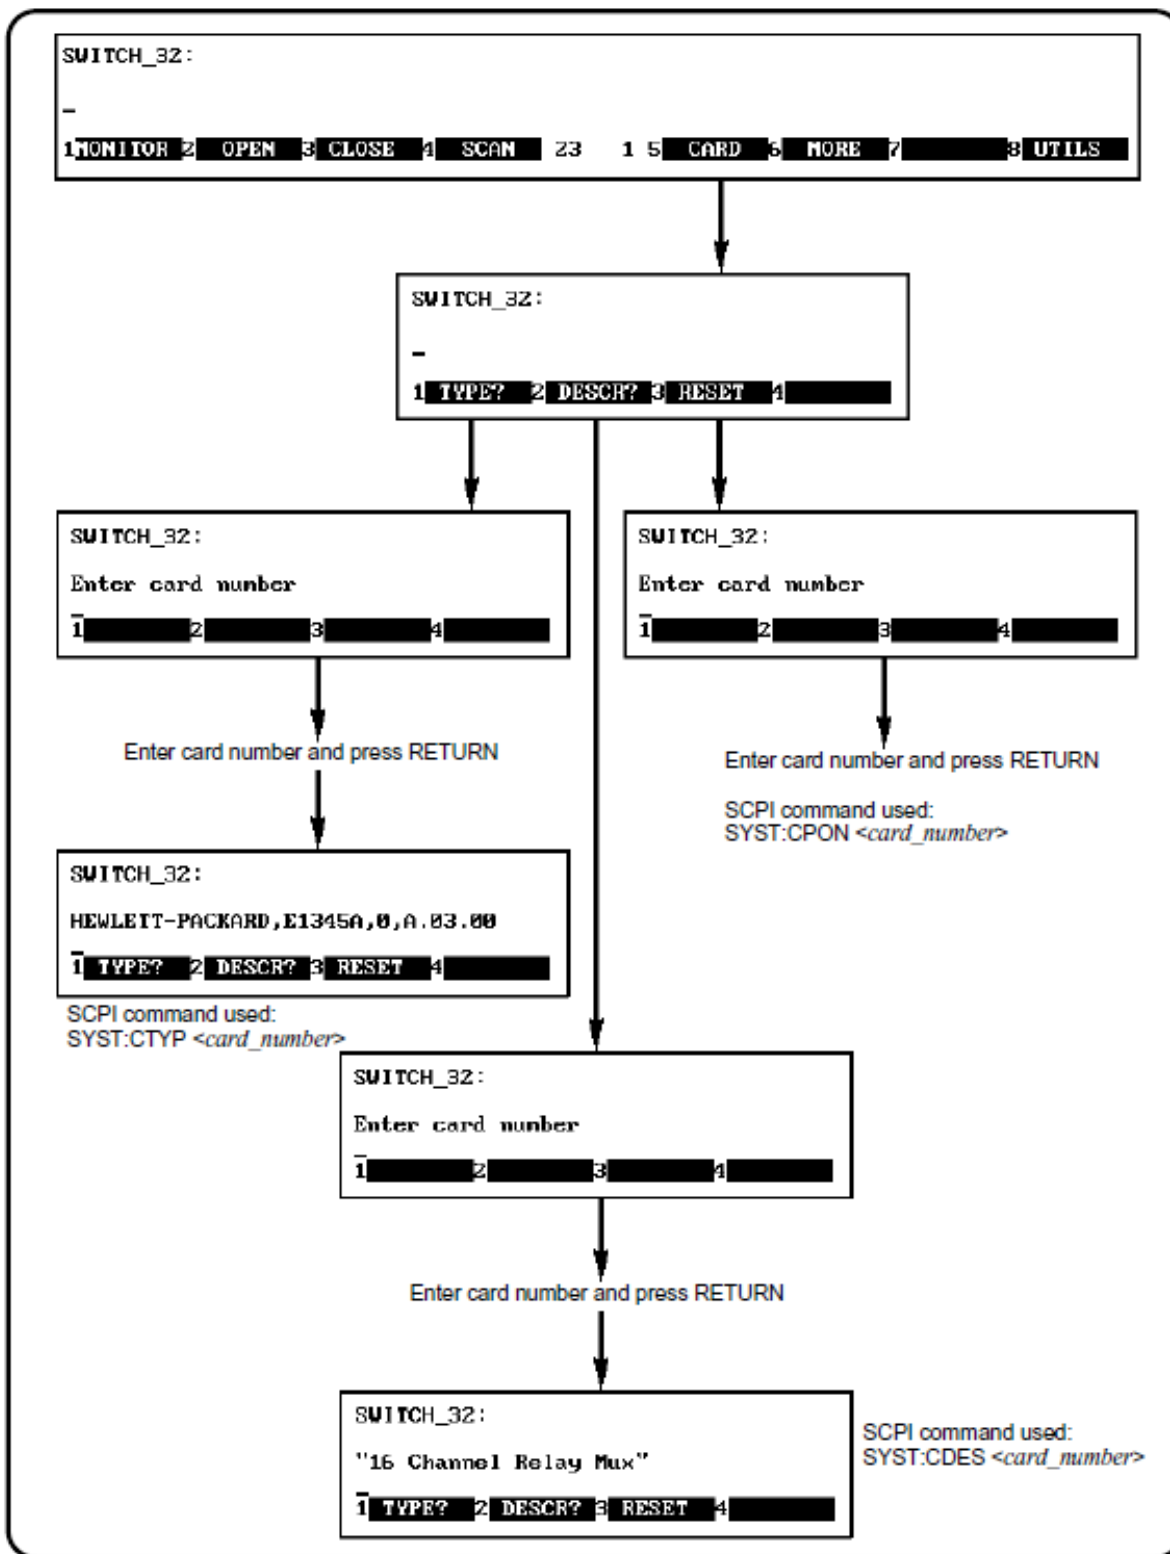 SWITCH_32:
_
1 MONITOR 2 OPEN 3 CLOSE 4 SCAN 23 1 5 CARD 6 MORE 7 8 UTILS
SWITCH_32:
_
1 TYPE? 2 DESCR? 3 RESET 4
SWITCH_32:
Enter card number
1 2 3 4
SWITCH_32:
Enter card number
1 2 3 4
Enter card number and press RETURN
Enter card number and press RETURN
SCPI command used:
SYST:CPON <card_number>
SWITCH_32:
HEWLETT-PACKARD,E1345A,0,A.03.00
1 TYPE? 2 DESCR? 3 RESET 4
SCPI command used:
SYST:CTYP <card_number>
SWITCH_32:
Enter card number
1 2 3 4
Enter card number and press RETURN
SWITCH_32:
"16 Channel Relay Mux"
1 TYPE? 2 DESCR? 3 RESET 4
SCPI command used:
SYST:CDES <card_number>